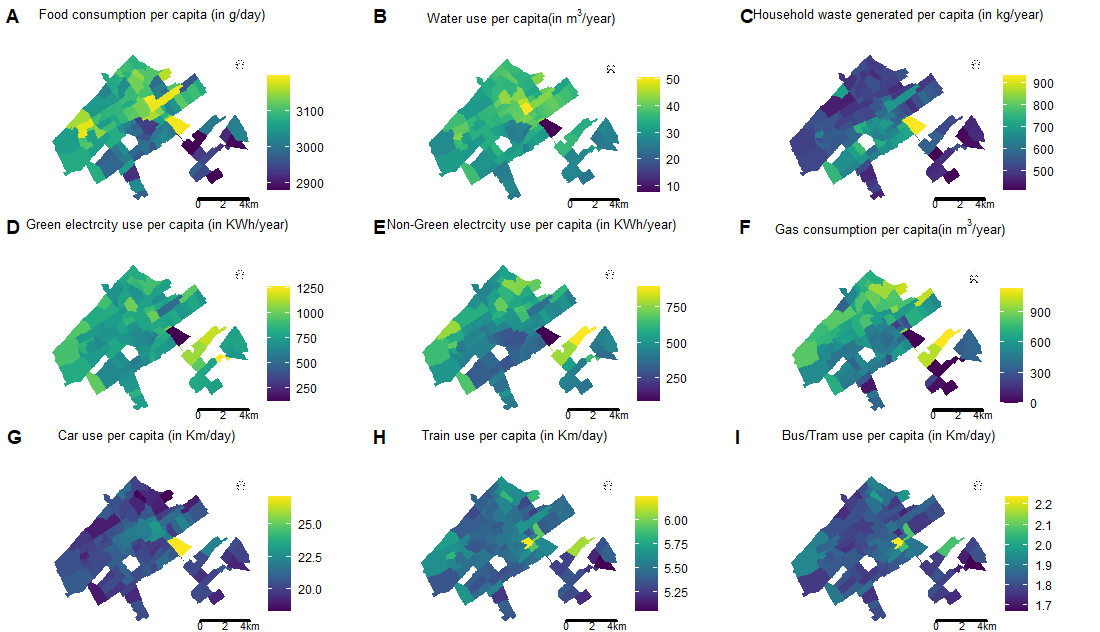 A Food consumption per capita (in g/day)
3100
3000
2900
0 2 4km
B Water use per capita(in m³/year)
50
40
30
20
10
0 2 4km
C Household waste generated per capita (in kg/year)
900
800
700
600
500
0 2 4km
D Green electrcity use per capita (in KWh/year)
1250
1000
750
500
250
0 2 4km
E Non-Green electrcity use per capita (in KWh/year)
750
500
250
0 2 4km
F Gas consumption per capita(in m³/year)
900
600
300
0
0 2 4km
G Car use per capita (in Km/day)
25.0
22.5
20.0
0 2 4km
H Train use per capita (in Km/day)
6.00
5.75
5.50
5.25
0 2 4km
I Bus/Tram use per capita (in Km/day)
2.2
2.1
2.0
1.9
1.8
1.7
0 2 4km